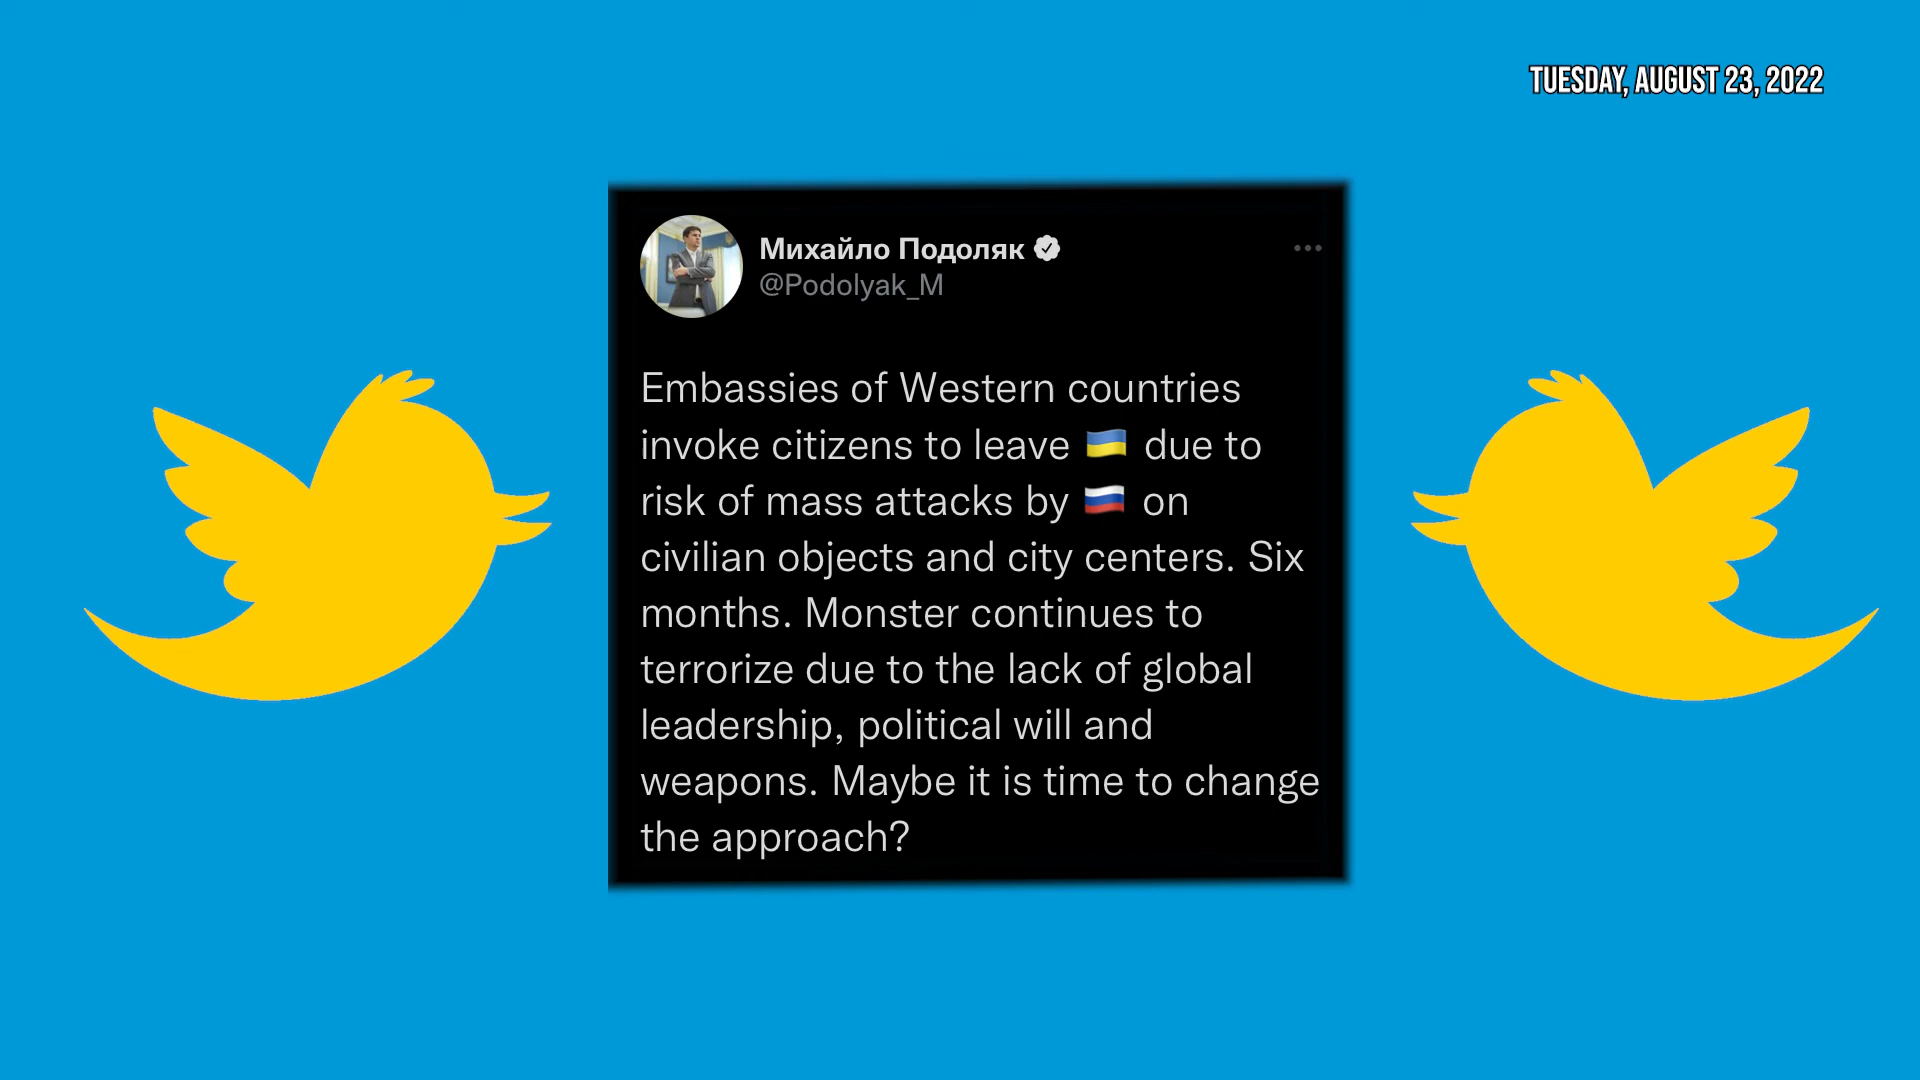 TUESDAY, AUGUST 23, 2022
Михайло Подоляк
@Podolyak_M
Embassies of Western countries
invoke citizens to leave 🇺🇦 due to
risk of mass attacks by 🇷🇺 on
civilian objects and city centers. Six
months. Monster continues to
terrorize due to the lack of global
leadership, political will and
weapons. Maybe it is time to change
the approach?